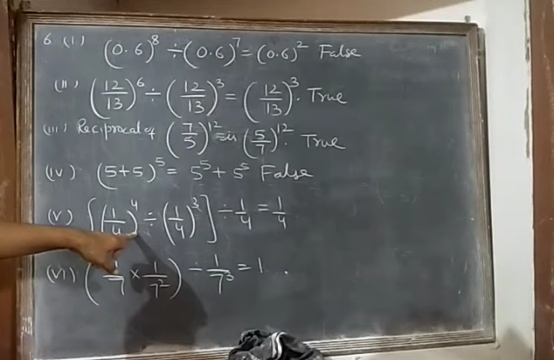 6 (i) (0.6)^8 ÷ (0.6)^7 = (0.6)^2 False
(ii) (12/13)^6 ÷ (12/13)^3 = (12/13)^3. True
(iii) Reciprocal of (7/5)^12 is (5/7)^12. True
(iv) (5+5)^5 = 5^5 + 5^5 False
(v) [(1/4)^4 ÷ (1/4)^3] ÷ 1/4 = 1/4
(vi) (1/7 × 1/7^2) ÷ 1/7^3 = 1.